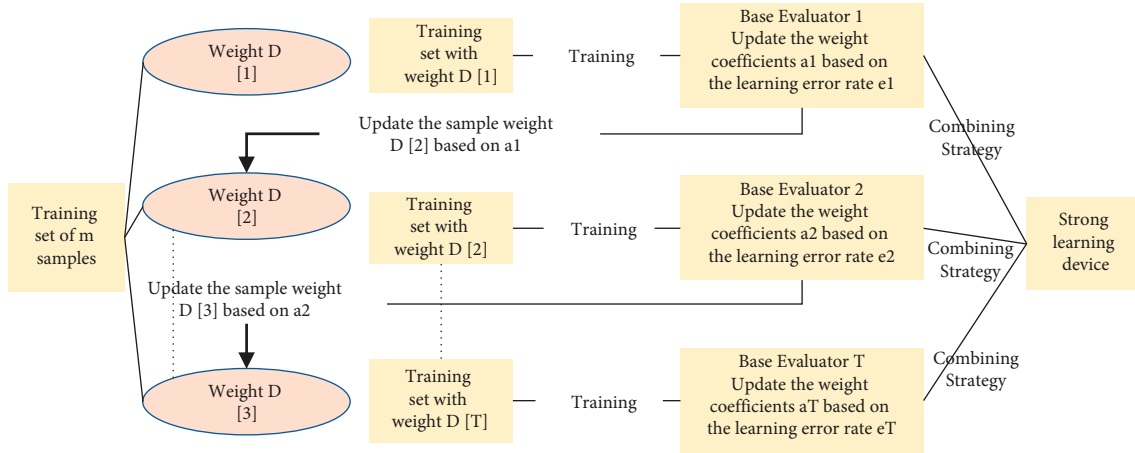 Training
set of m
samples
Weight D
[1]
Training
set with
weight D [1]
Training
Base Evaluator 1
Update the weight
coefficients a1 based on
the learning error rate e1
Combining
Strategy
Update the sample weight
D [2] based on a1
Weight D
[2]
Training
set with
weight D [2]
Training
Base Evaluator 2
Update the weight
coefficients a2 based on
the learning error rate e2
Combining
Strategy
Strong
learning
device
Update the sample weight
D [3] based on a2
Weight D
[3]
Training
set with
weight D [T]
Training
Base Evaluator T
Update the weight
coefficients aT based on
the learning error rate eT
Combining
Strategy